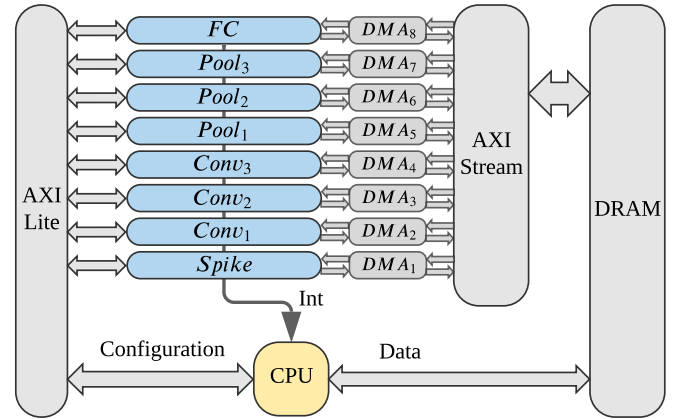 FC
DMA₈
Pool₃
DMA₇
Pool₂
DMA₆
Pool₁
DMA₅
Conv₃
DMA₄
Conv₂
DMA₃
Conv₁
DMA₂
Spike
DMA₁
AXI
Lite
AXI
Stream
DRAM
Int
Configuration
CPU
Data